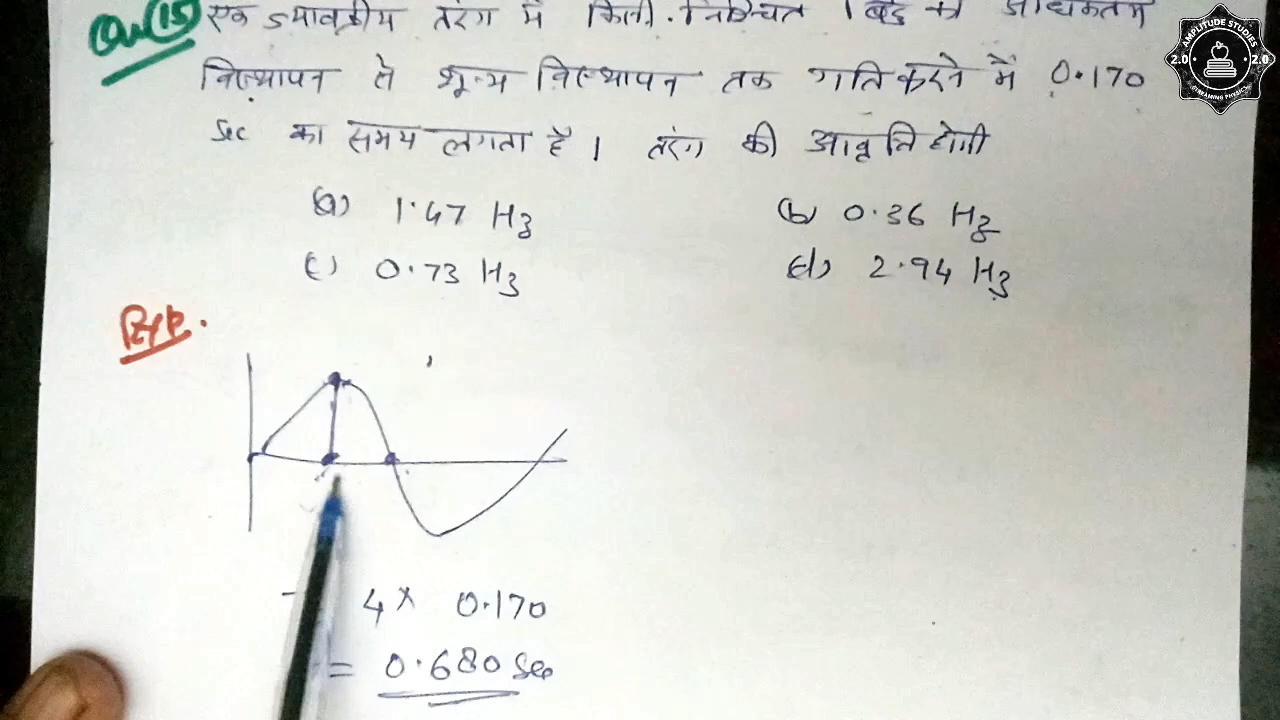 Qu (15) एक ज्यावक्रीय तरंग में किसी निश्चित बिंदु को अधिकतम
विस्थापन से शून्य विस्थापन तक गति करने में 0.170
Sec का समय लगता है । तरंग की आवृति होगी
(a) 1.47 Hz (b) 0.36 Hz
(c) 0.73 Hz (d) 2.94 Hz
Exp.
4 × 0.170
= 0.680 Sec
AMPLITUDE STUDIES
2.0 2.0